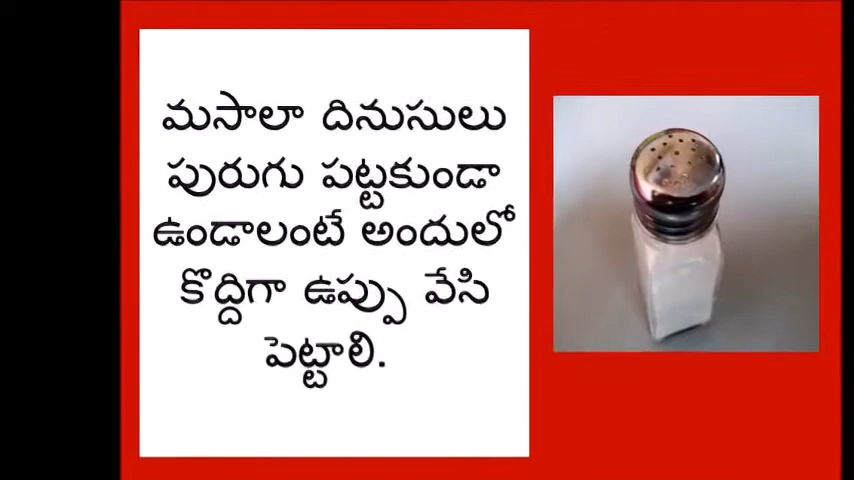 మసాలా దినుసులు
పురుగు పట్టకుండా
ఉండాలంటే అందులో
కొద్దిగా ఉప్పు వేసి
పెట్టాలి.